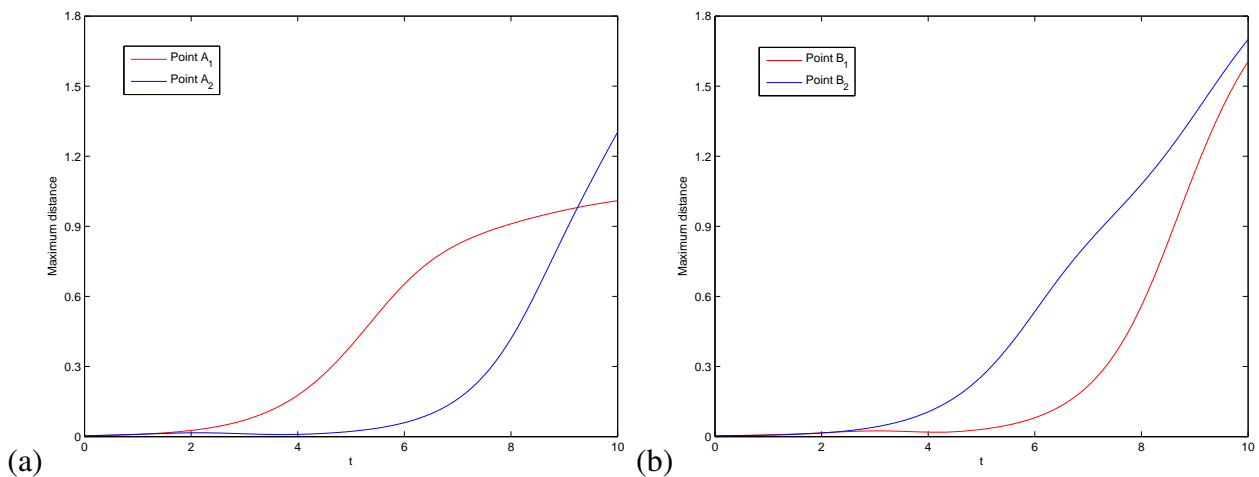 1.8
1.5
1.2
0.9
0.6
0.3
0
Maximum distance
Point A1
Point A2
0 2 4 6 8 10
t
(a)
1.8
1.5
1.2
0.9
0.6
0.3
0
Maximum distance
Point B1
Point B2
0 2 4 6 8 10
t
(b)